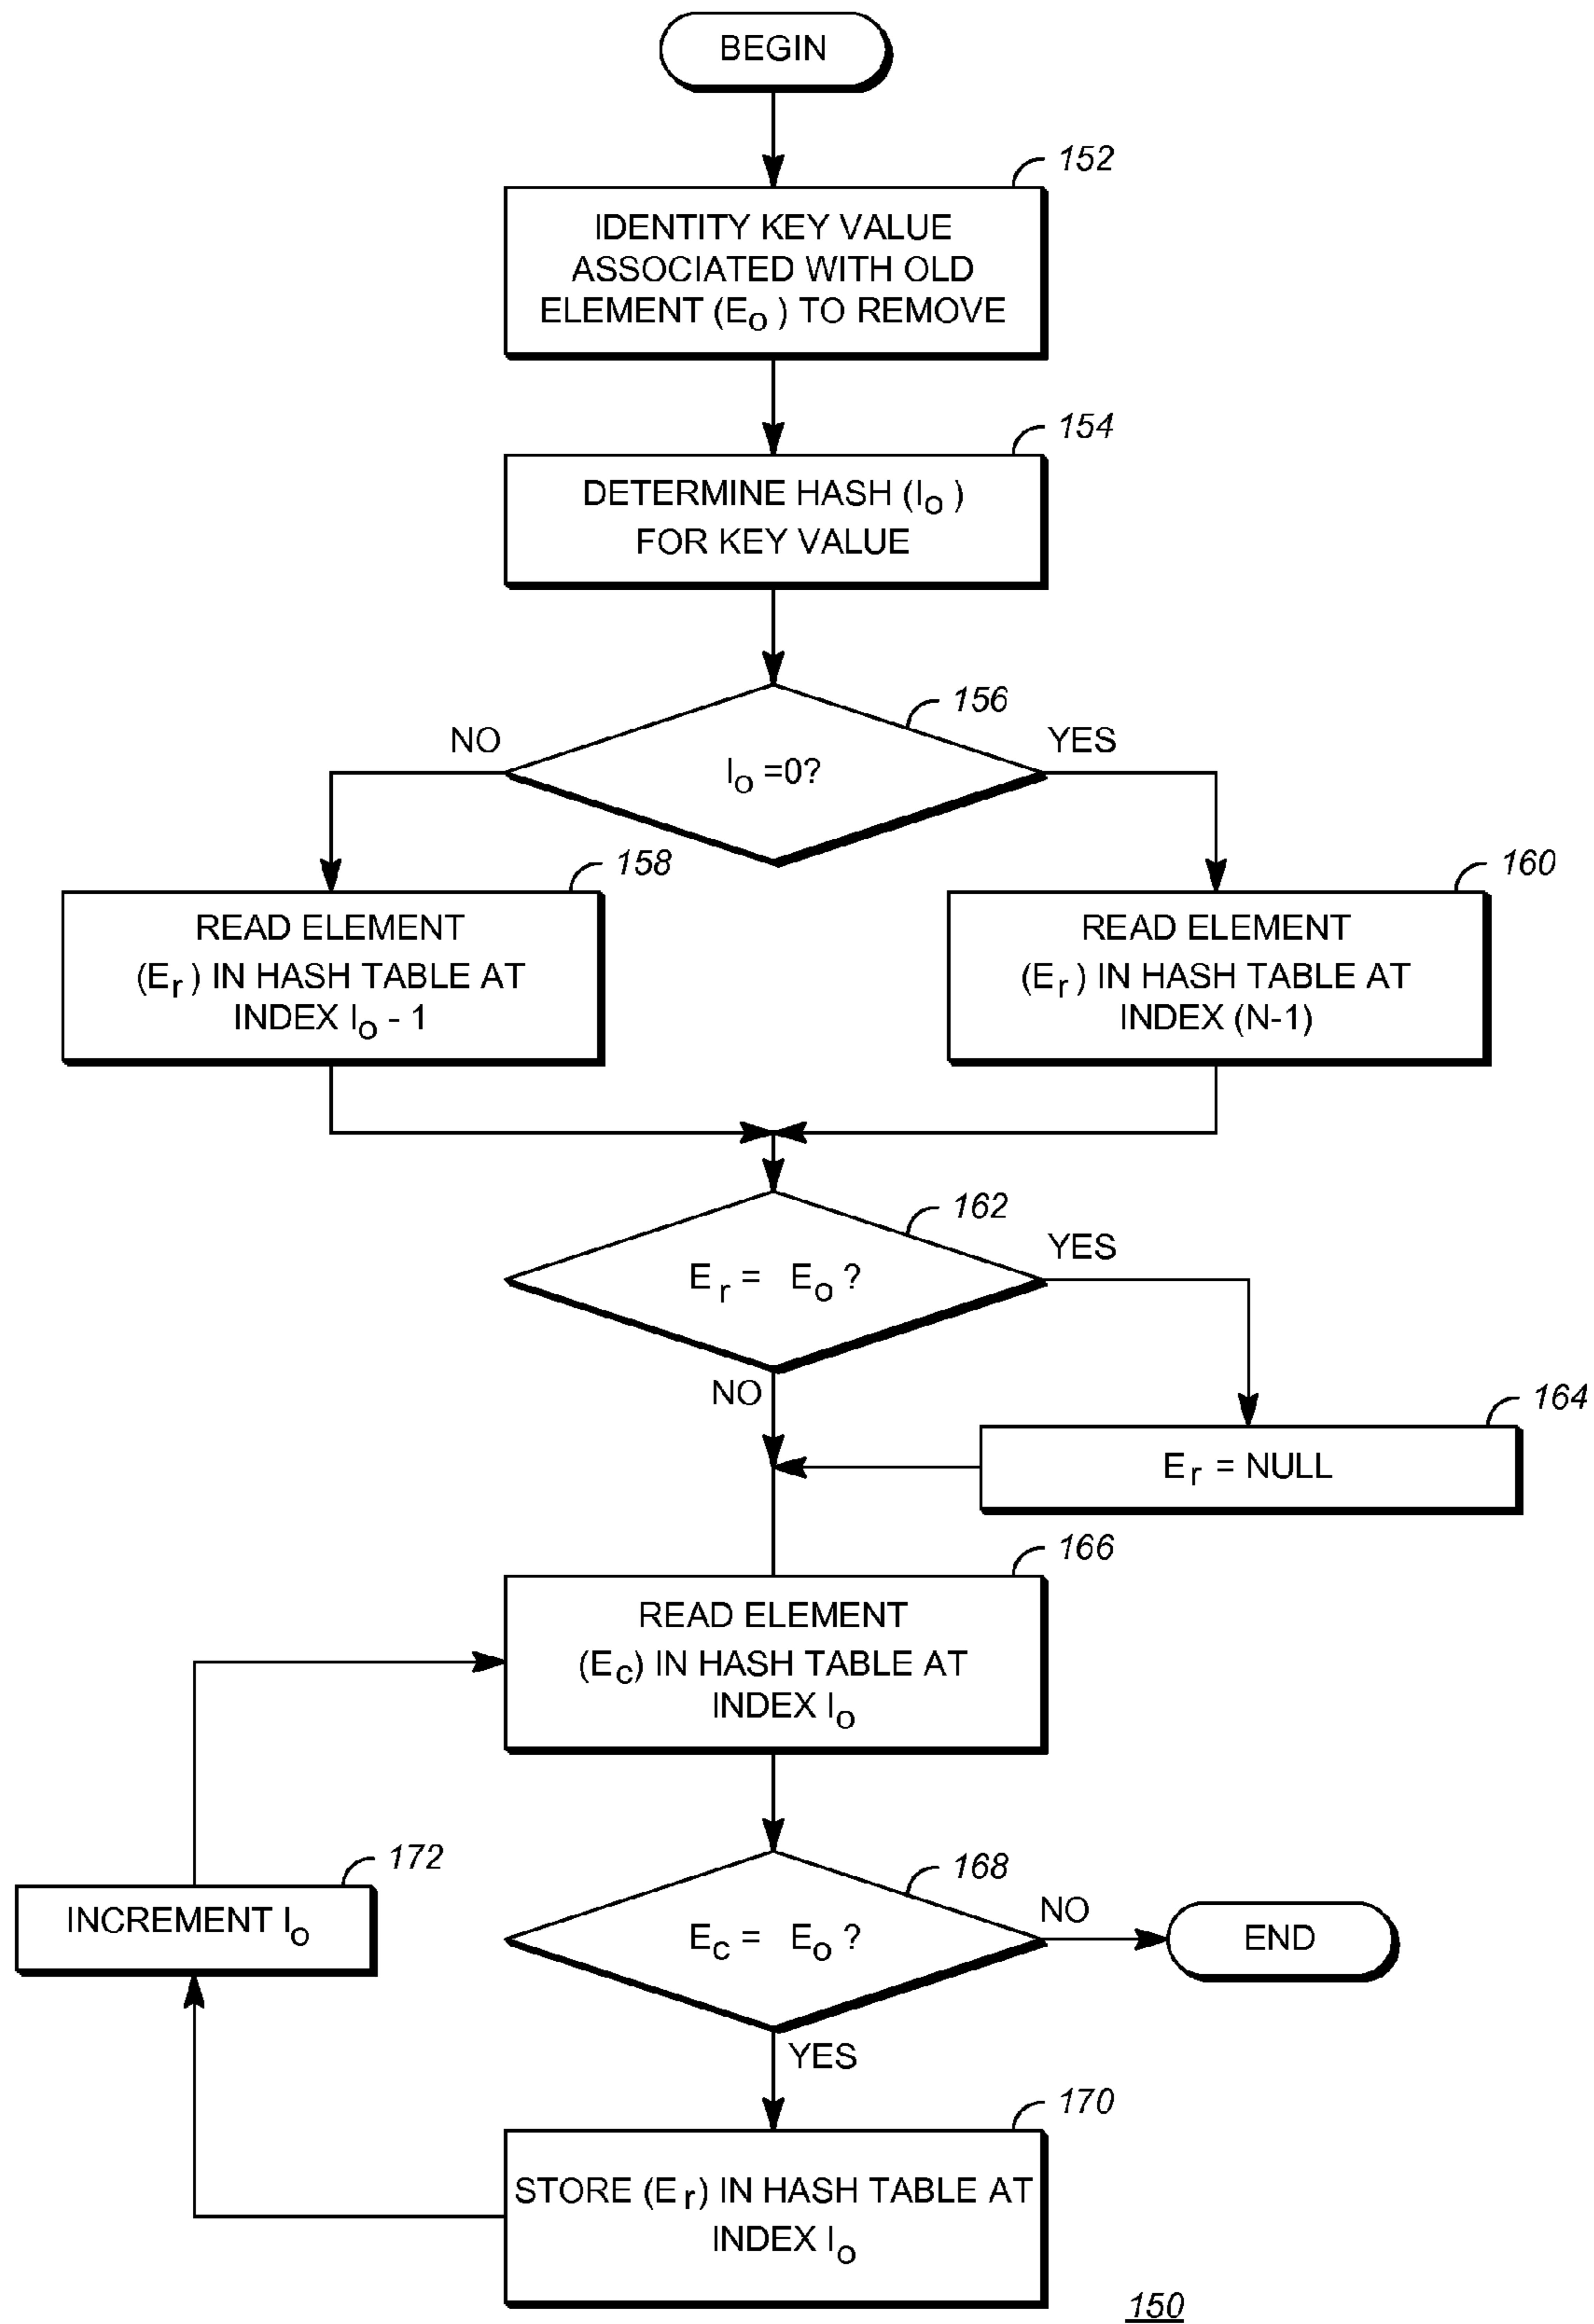 BEGIN
152
IDENTITY KEY VALUE
ASSOCIATED WITH OLD
ELEMENT (Eo) TO REMOVE
154
DETERMINE HASH (Io)
FOR KEY VALUE
156
NO
YES
Io =0?
158
160
READ ELEMENT
(Er) IN HASH TABLE AT
INDEX Io - 1
READ ELEMENT
(Er) IN HASH TABLE AT
INDEX (N-1)
162
YES
Er = Eo ?
NO
164
Er = NULL
166
READ ELEMENT
(Ec) IN HASH TABLE AT
INDEX Io
172
168
INCREMENT Io
NO
Ec = Eo ?
END
YES
170
STORE (Er) IN HASH TABLE AT
INDEX Io
150